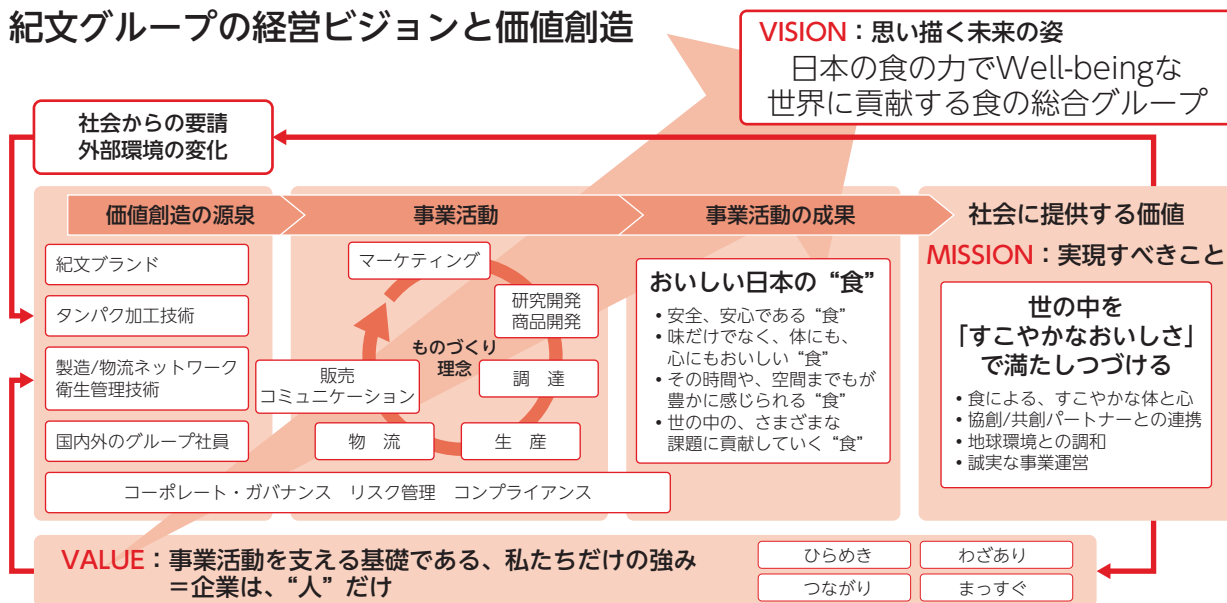 紀文グループの経営ビジョンと価値創造
VISION：思い描く未来の姿
日本の食の力でWell-beingな
世界に貢献する食の総合グループ
社会からの要請
外部環境の変化
価値創造の源泉
事業活動
事業活動の成果
社会に提供する価値
MISSION：実現すべきこと
紀文ブランド
タンパク加工技術
製造/物流ネットワーク
衛生管理技術
国内外のグループ社員
マーケティング
研究開発
商品開発
ものづくり
理念
調　達
販売
コミュニケーション
物　流
生　産
コーポレート・ガバナンス　リスク管理　コンプライアンス
おいしい日本の“食”
• 安全、安心である“食”
• 味だけでなく、体にも、
心にもおいしい“食”
• その時間や、空間までもが
豊かに感じられる“食”
• 世の中の、さまざまな
課題に貢献していく“食”
世の中を
「すこやかなおいしさ」
で満たしつづける
• 食による、すこやかな体と心
• 協創/共創パートナーとの連携
• 地球環境との調和
• 誠実な事業運営
VALUE：事業活動を支える基礎である、私たちだけの強み
＝企業は、“人”だけ
ひらめき
わざあり
つながり
まっすぐ